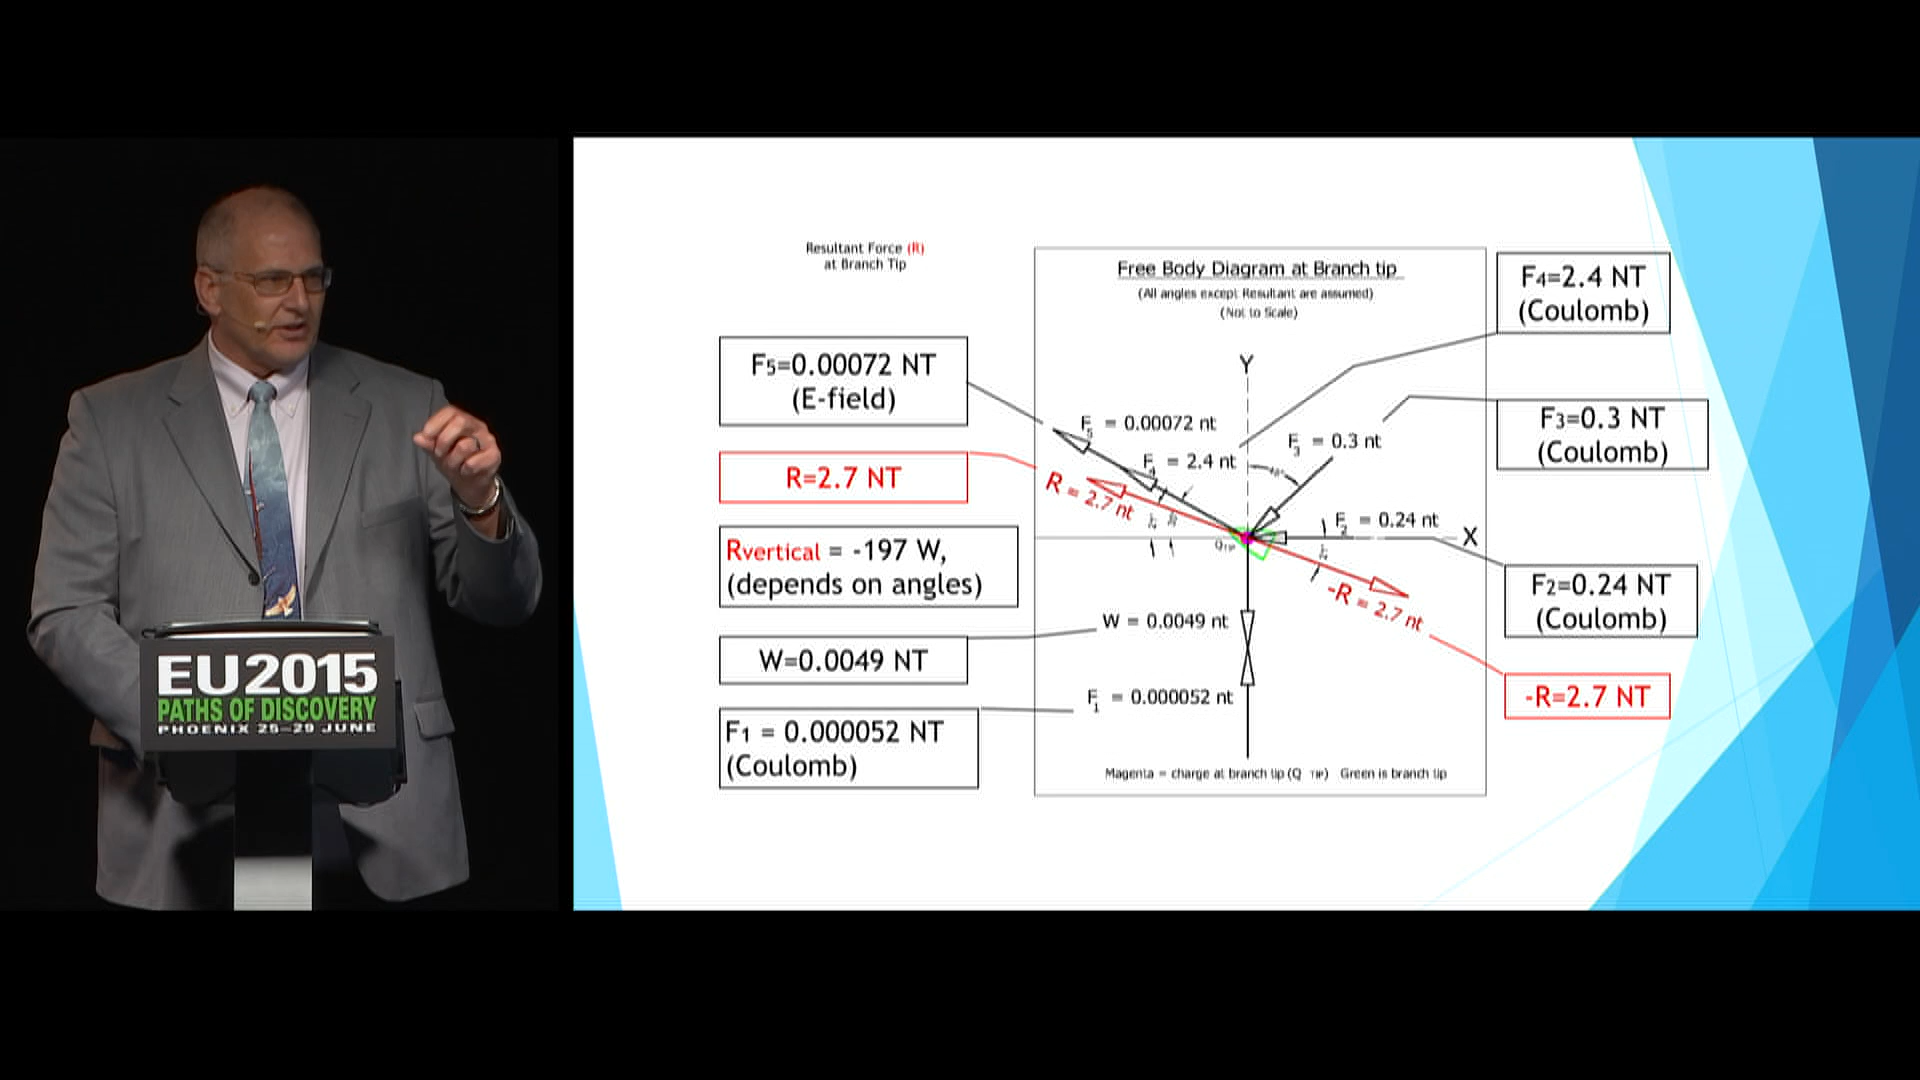 EU2015
PATHS OF DISCOVERY
PHOENIX 25-29 JUNE
Resultant Force (R)
at Branch Tip
F5=0.00072 NT
(E-field)
R=2.7 NT
Rvertical = -197 W,
(depends on angles)
W=0.0049 NT
F1 = 0.000052 NT
(Coulomb)
Free Body Diagram at Branch tip
(All angles except Resultant are assumed)
(Not to Scale)
Y
F5 = 0.00072 nt
F4 = 2.4 nt
F3 = 0.3 nt
R = 2.7 nt
F2 = 0.24 nt
X
QTIP
-R = 2.7 nt
W = 0.0049 nt
F1 = 0.000052 nt
Magenta = charge at branch tip (Q TIP) Green is branch tip
F4=2.4 NT
(Coulomb)
F3=0.3 NT
(Coulomb)
F2=0.24 NT
(Coulomb)
-R=2.7 NT